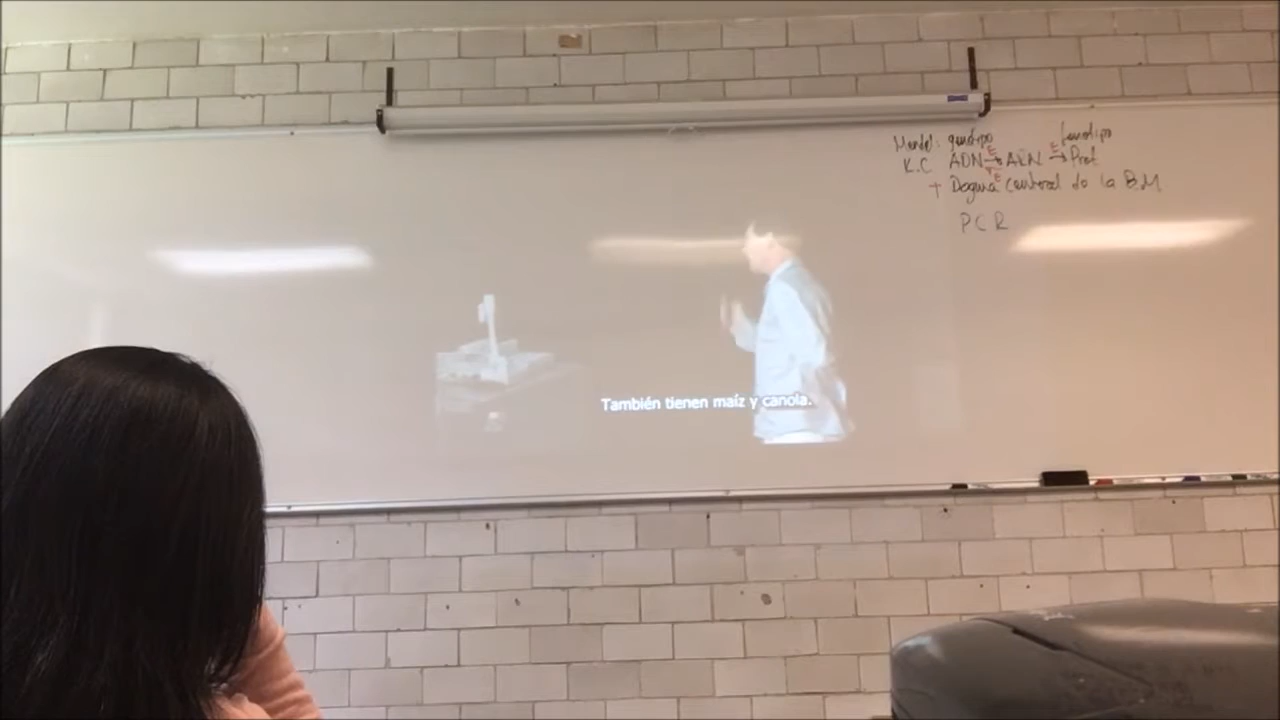 Mendel: genotipo fenotipo
K.C ADN E ARN E Prot
E
+ Dogma central de la B.M
PCR
También tienen maíz y canola.